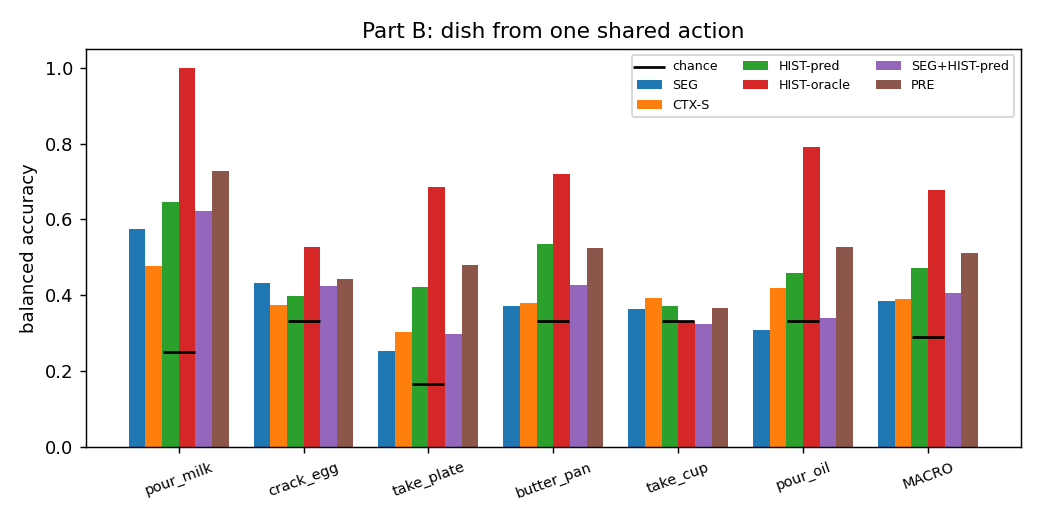 Part B: dish from one shared action
balanced accuracy
1.0
0.8
0.6
0.4
0.2
0.0
chance
SEG
CTX-S
HIST-pred
HIST-oracle
SEG+HIST-pred
PRE
pour_milk
crack_egg
take_plate
butter_pan
take_cup
pour_oil
MACRO